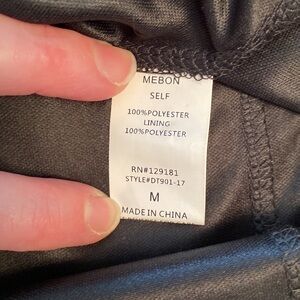 MEBON
SELF
100%POLYESTER
LINING:
100%POLYESTER
RN#129181
STYLE#DT901-17
M
MADE IN CHINA